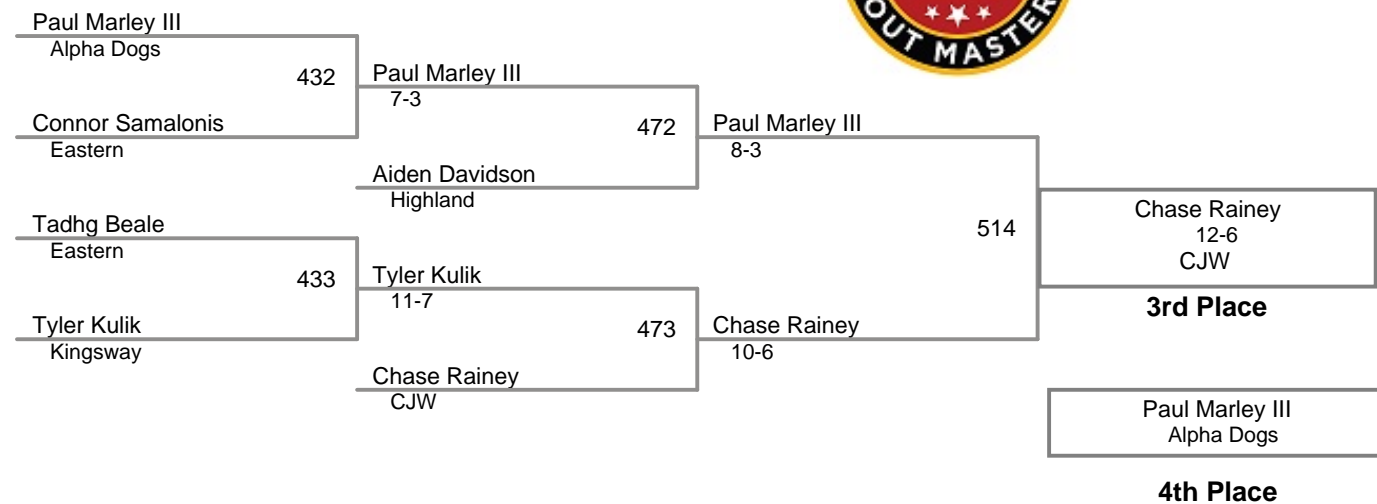 OUT MASTER
Paul Marley III
Alpha Dogs
432
Connor Samalonis
Eastern
Tadhg Beale
Eastern
433
Tyler Kulik
Kingsway
Paul Marley III
7-3
472
Aiden Davidson
Highland
Tyler Kulik
11-7
473
Chase Rainey
CJW
Paul Marley III
8-3
514
Chase Rainey
10-6
Chase Rainey
12-6
CJW
3rd Place
Paul Marley III
Alpha Dogs
4th Place